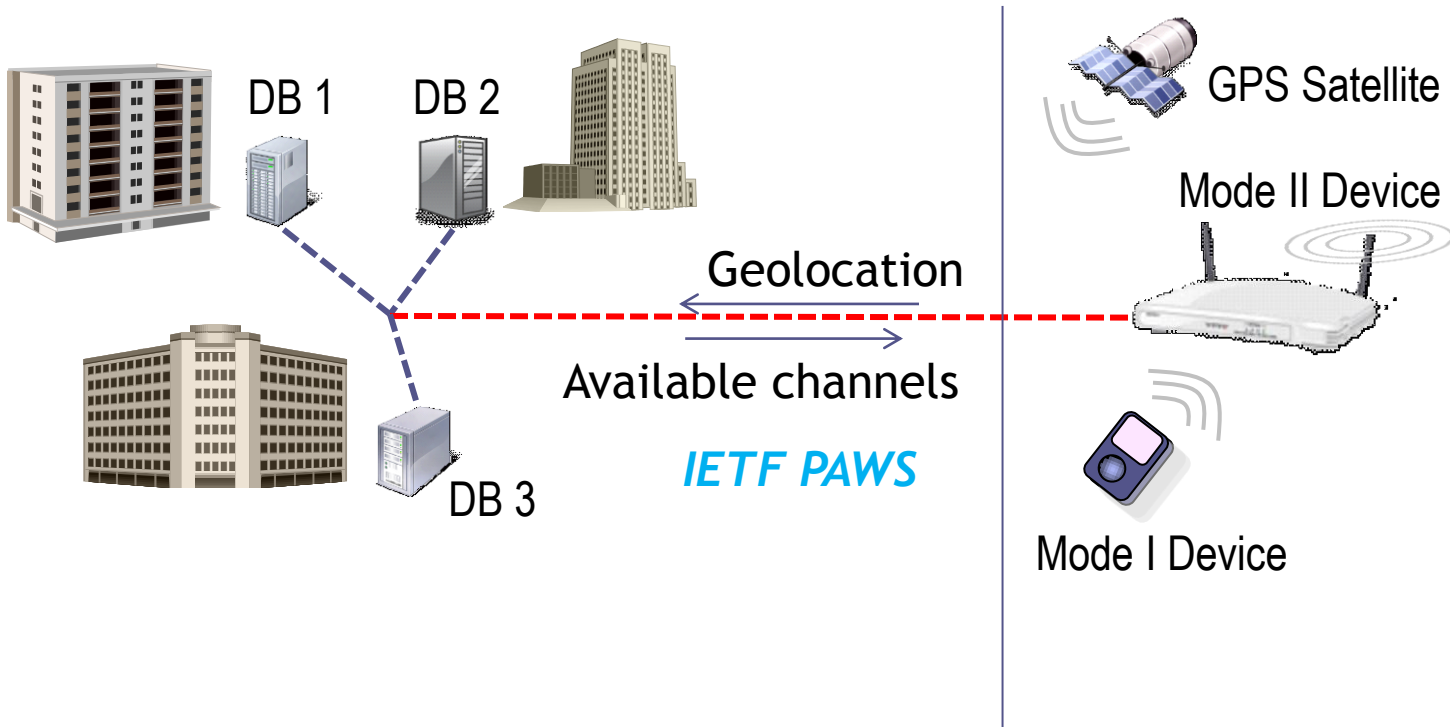 DB 1
DB 2
GPS Satellite
Mode II Device
Geolocation
Available channels
IETF PAWS
DB 3
Mode I Device